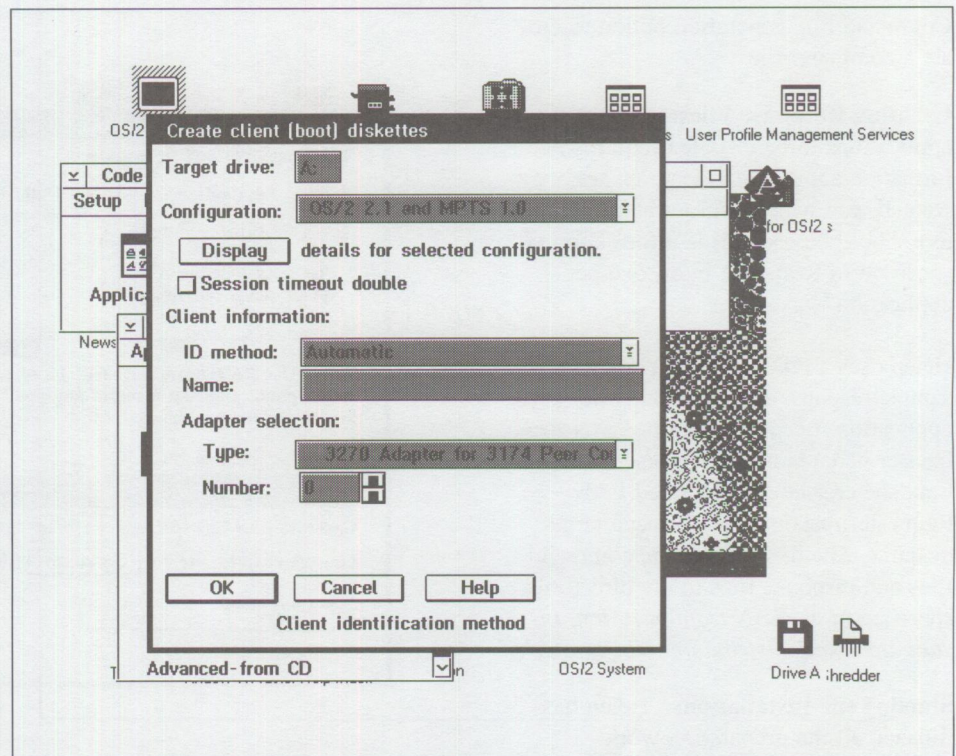 OS/2
s User Profile Management Services
Create client (boot) diskettes
Code
Setup
Target drive: A:
Configuration: OS/2 2.1 and MPTS 1.0
for OS/2 s
Display details for selected configuration.
Session timeout double
Applic
Client information:
News
A
ID method: Automatic
Name:
Adapter selection:
Type: 3270 Adapter for 3174 Peer Co
Number: 0
OK Cancel Help
Client identification method
Advanced-from CD
OS/2 System
Drive A
hredder